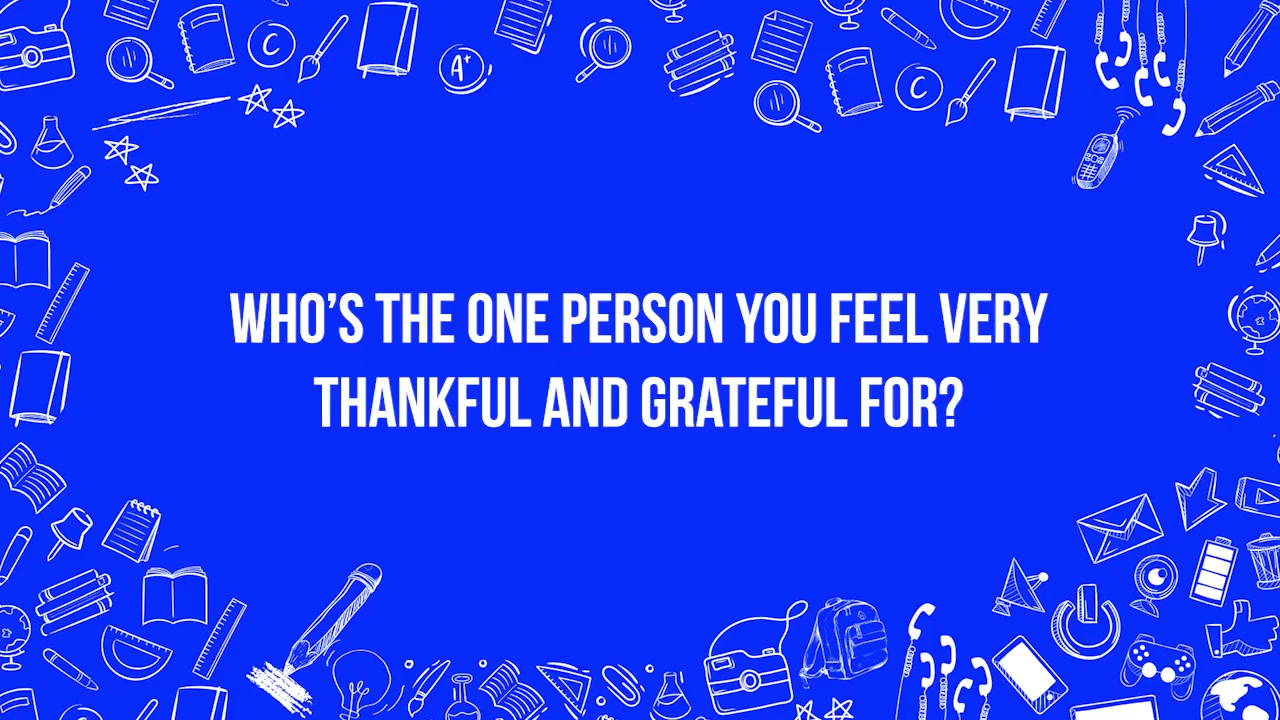 C
A+
C
WHO'S THE ONE PERSON YOU FEEL VERY
THANKFUL AND GRATEFUL FOR?